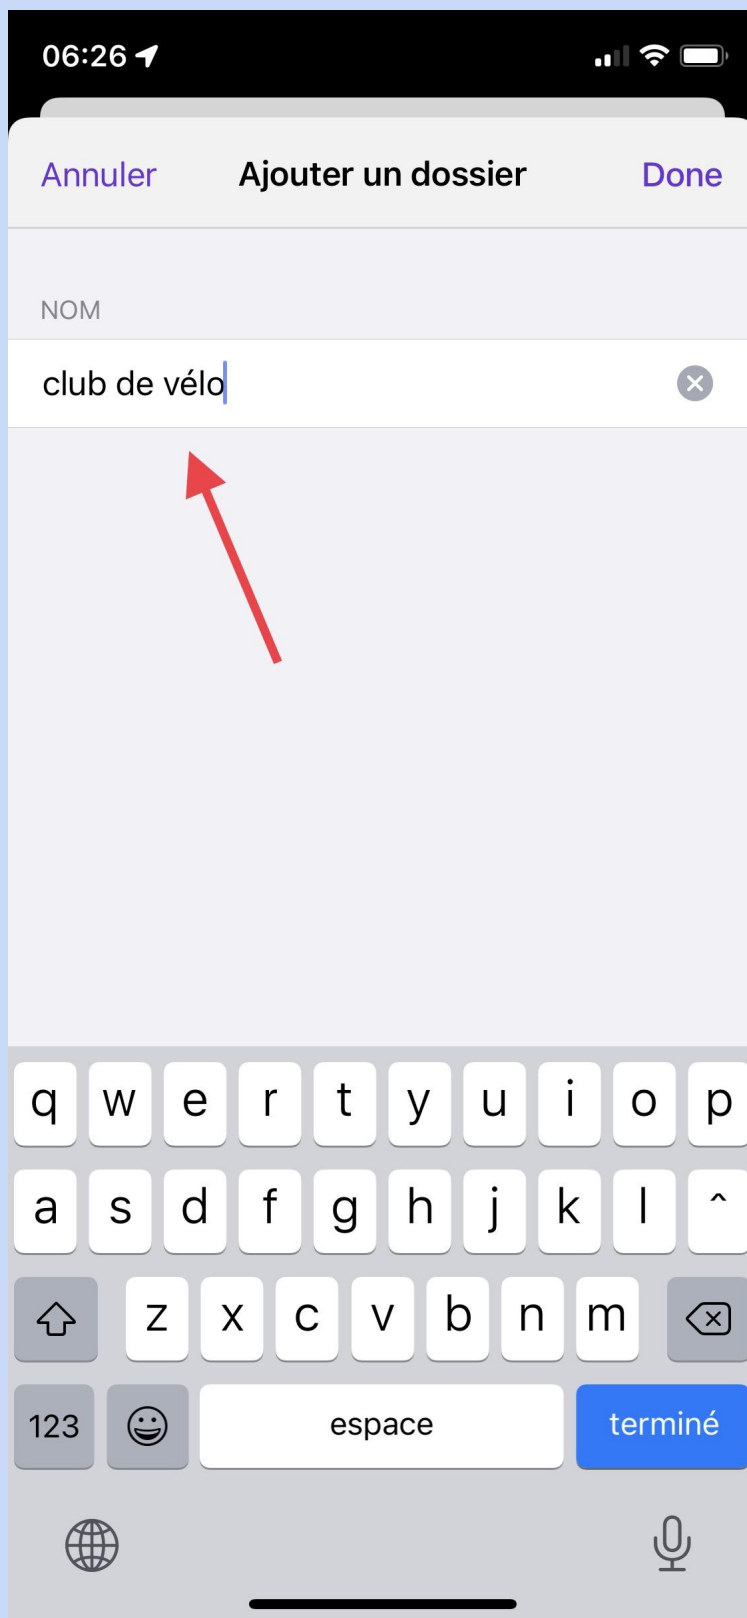 06:26
Annuler Ajouter un dossier Done
NOM
club de vélo
q w e r t y u i o p
a s d f g h j k l ^
z x c v b n m
123 espace terminé